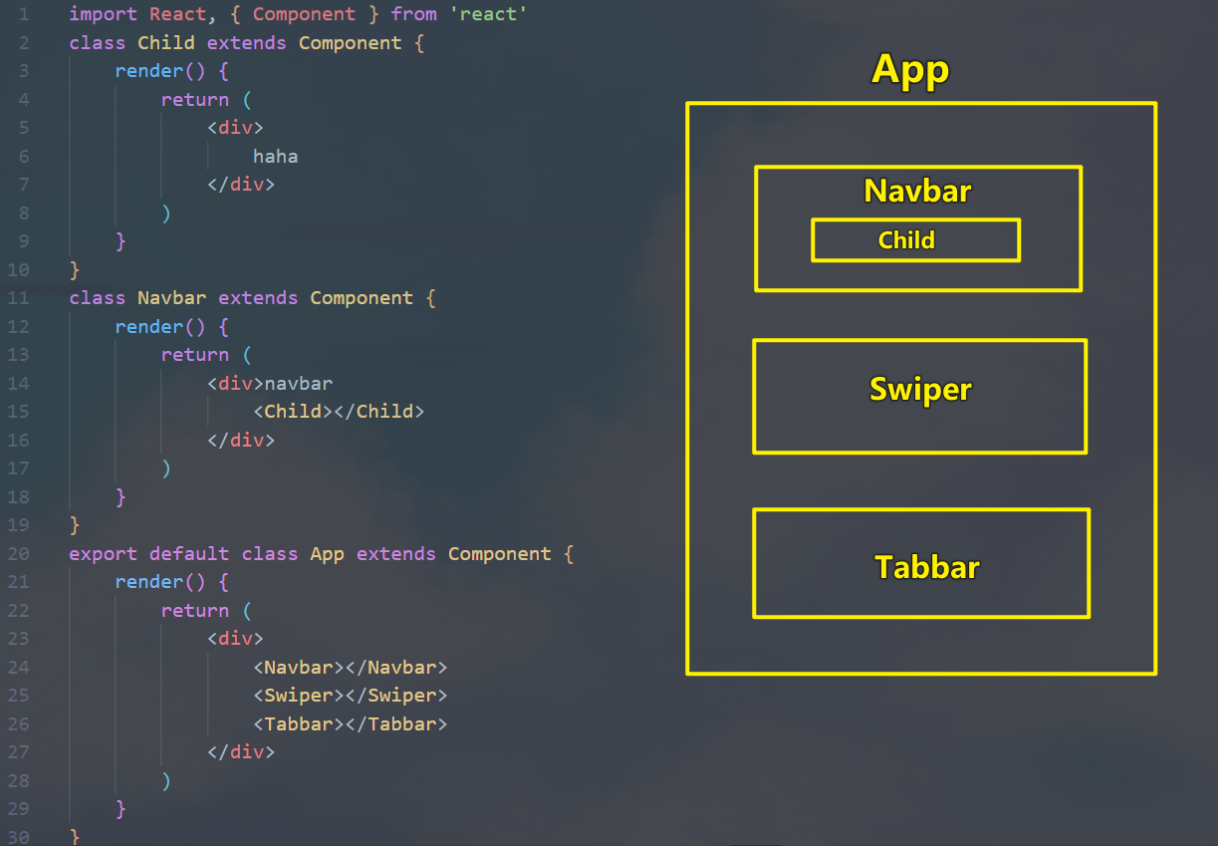 1 import React, { Component } from 'react'
2 class Child extends Component {
3 render() {
4 return (
5 <div>
6 haha
7 </div>
8 )
9 }
10 }
11 class Navbar extends Component {
12 render() {
13 return (
14 <div>navbar
15 <Child></Child>
16 </div>
17 )
18 }
19 }
20 export default class App extends Component {
21 render() {
22 return (
23 <div>
24 <Navbar></Navbar>
25 <Swiper></Swiper>
26 <Tabbar></Tabbar>
27 </div>
28 )
29 }
30 }
App
Navbar
Child
Swiper
Tabbar